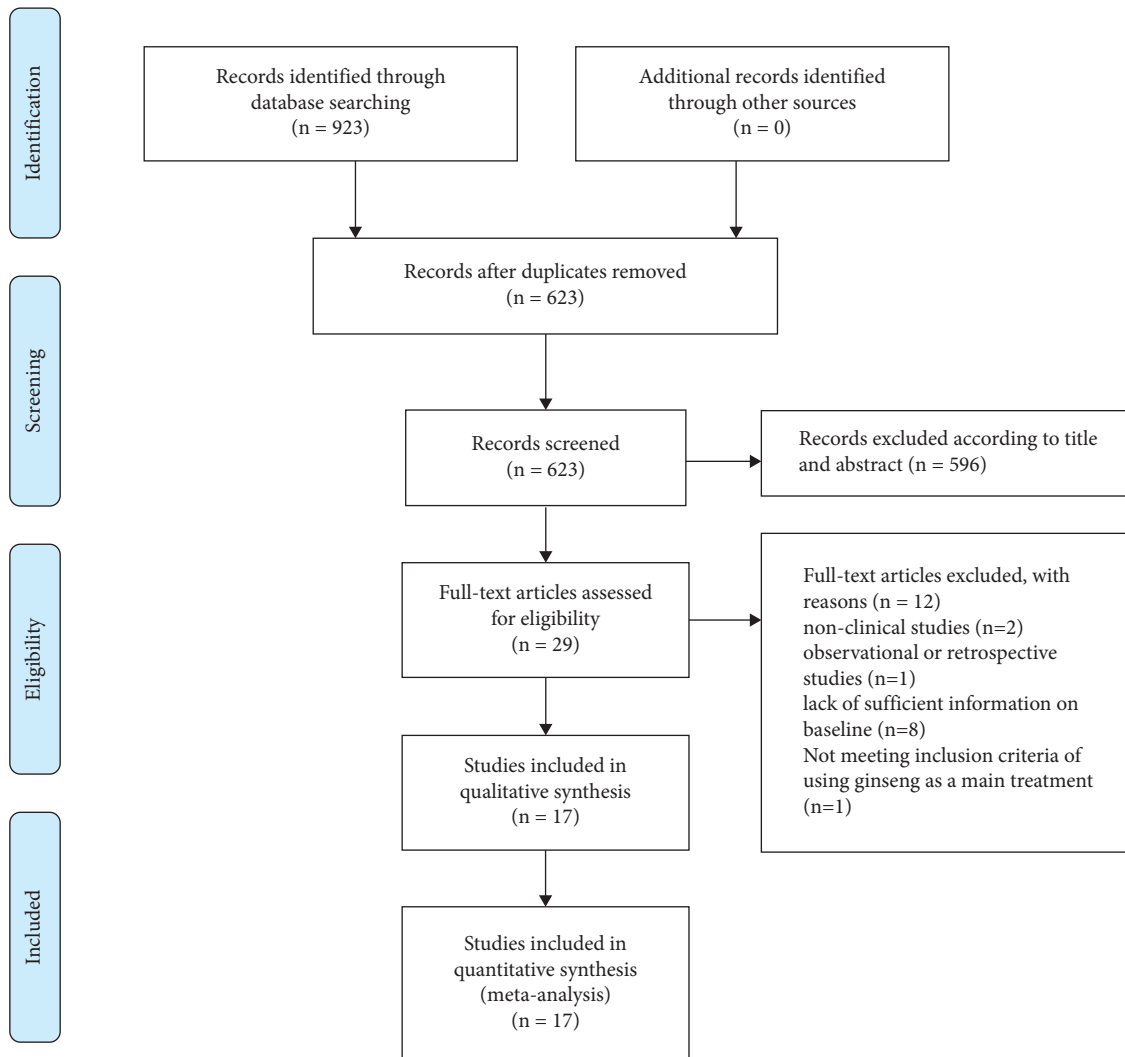 Identification
Records identified through
database searching
(n = 923)
Additional records identified
through other sources
(n = 0)
Records after duplicates removed
(n = 623)
Screening
Records screened
(n = 623)
Records excluded according to title
and abstract (n = 596)
Eligibility
Full-text articles assessed
for eligibility
(n = 29)
Full-text articles excluded, with
reasons (n = 12)
non-clinical studies (n=2)
observational or retrospective
studies (n=1)
lack of sufficient information on
baseline (n=8)
Not meeting inclusion criteria of
using ginseng as a main treatment
(n=1)
Studies included in
qualitative synthesis
(n = 17)
Included
Studies included in
quantitative synthesis
(meta-analysis)
(n = 17)